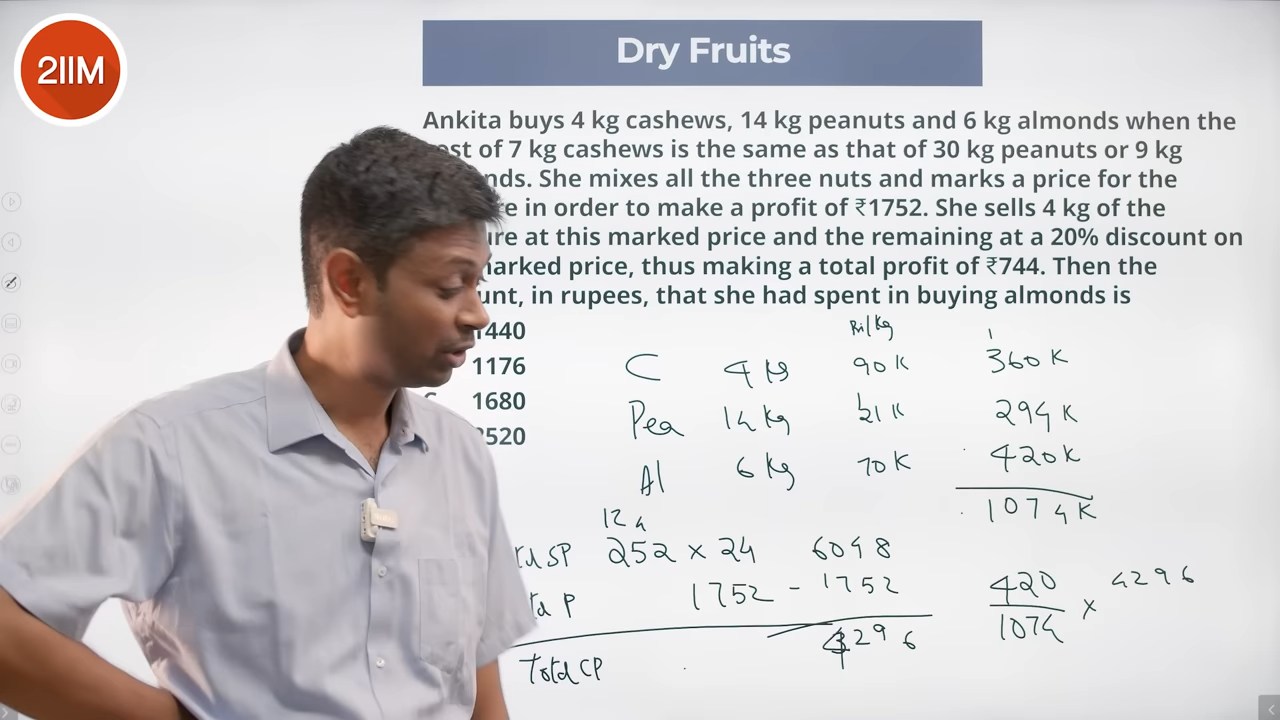 2IIM
Dry Fruits
Ankita buys 4 kg cashews, 14 kg peanuts and 6 kg almonds when the
of 7 kg cashews is the same as that of 30 kg peanuts or 9 kg
She mixes all the three nuts and marks a price for the
in order to make a profit of ₹1752. She sells 4 kg of the
at this marked price and the remaining at a 20% discount on
marked price, thus making a total profit of ₹744. Then the
in rupees, that she had spent in buying almonds is
1440
1176
1680
2520
Rs/Kg
C 4 Kg 90 K 360 K
Pea 14 Kg 21 K 294 K
Al 6 Kg 70 K 420 K
1074 K
SP 252 × 24 6048
P 1752 - 1752
4296
Total CP
420
1074 × 4296